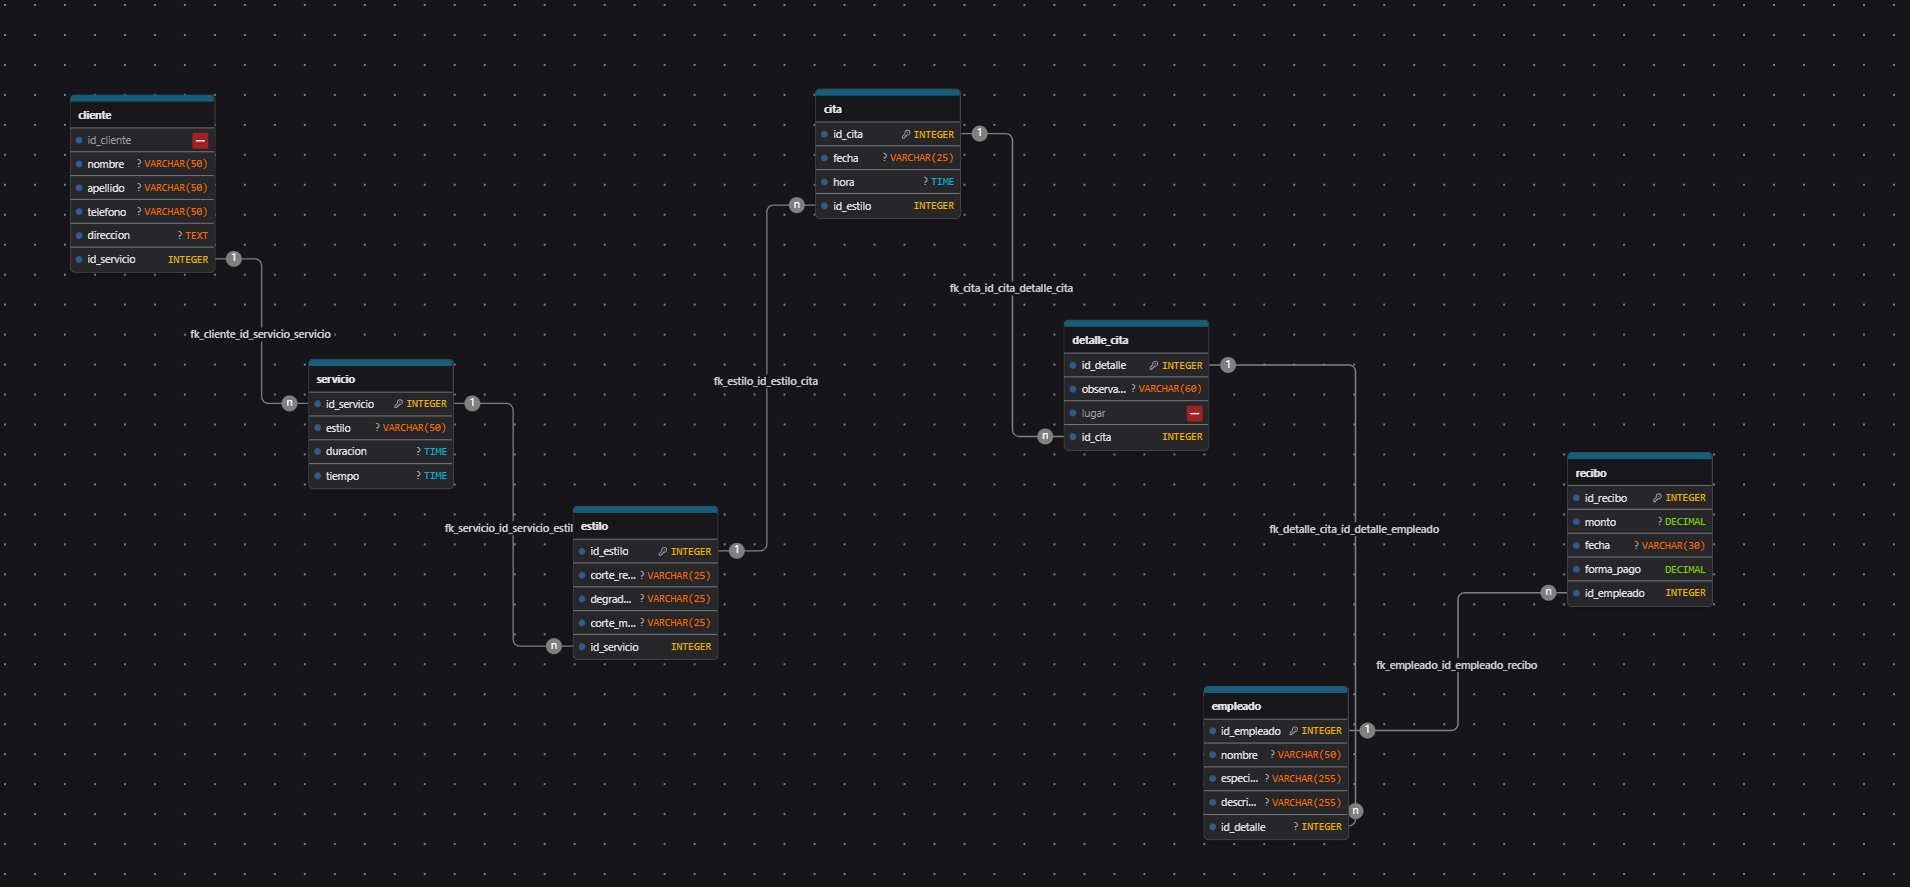 cliente
id_cliente
nombre ? VARCHAR(50)
apellido ? VARCHAR(50)
telefono ? VARCHAR(50)
direccion ? TEXT
id_servicio INTEGER
1
fk_cliente_id_servicio_servicio
n
servicio
id_servicio INTEGER
estilo ? VARCHAR(50)
duracion ? TIME
tiempo ? TIME
1
fk_servicio_id_servicio_estil
n
estilo
id_estilo INTEGER
corte_re... ? VARCHAR(25)
degrad... ? VARCHAR(25)
corte_m... ? VARCHAR(25)
id_servicio INTEGER
1
fk_estilo_id_estilo_cita
n
cita
id_cita INTEGER
fecha ? VARCHAR(25)
hora ? TIME
id_estilo INTEGER
1
fk_cita_id_cita_detalle_cita
n
detalle_cita
id_detalle INTEGER
observa... ? VARCHAR(60)
lugar
id_cita INTEGER
1
fk_detalle_cita_id_detalle_empleado
n
empleado
id_empleado INTEGER
nombre ? VARCHAR(50)
especi... ? VARCHAR(255)
descri... ? VARCHAR(255)
id_detalle ? INTEGER
1
fk_empleado_id_empleado_recibo
n
recibo
id_recibo INTEGER
monto ? DECIMAL
fecha ? VARCHAR(30)
forma_pago DECIMAL
id_empleado INTEGER